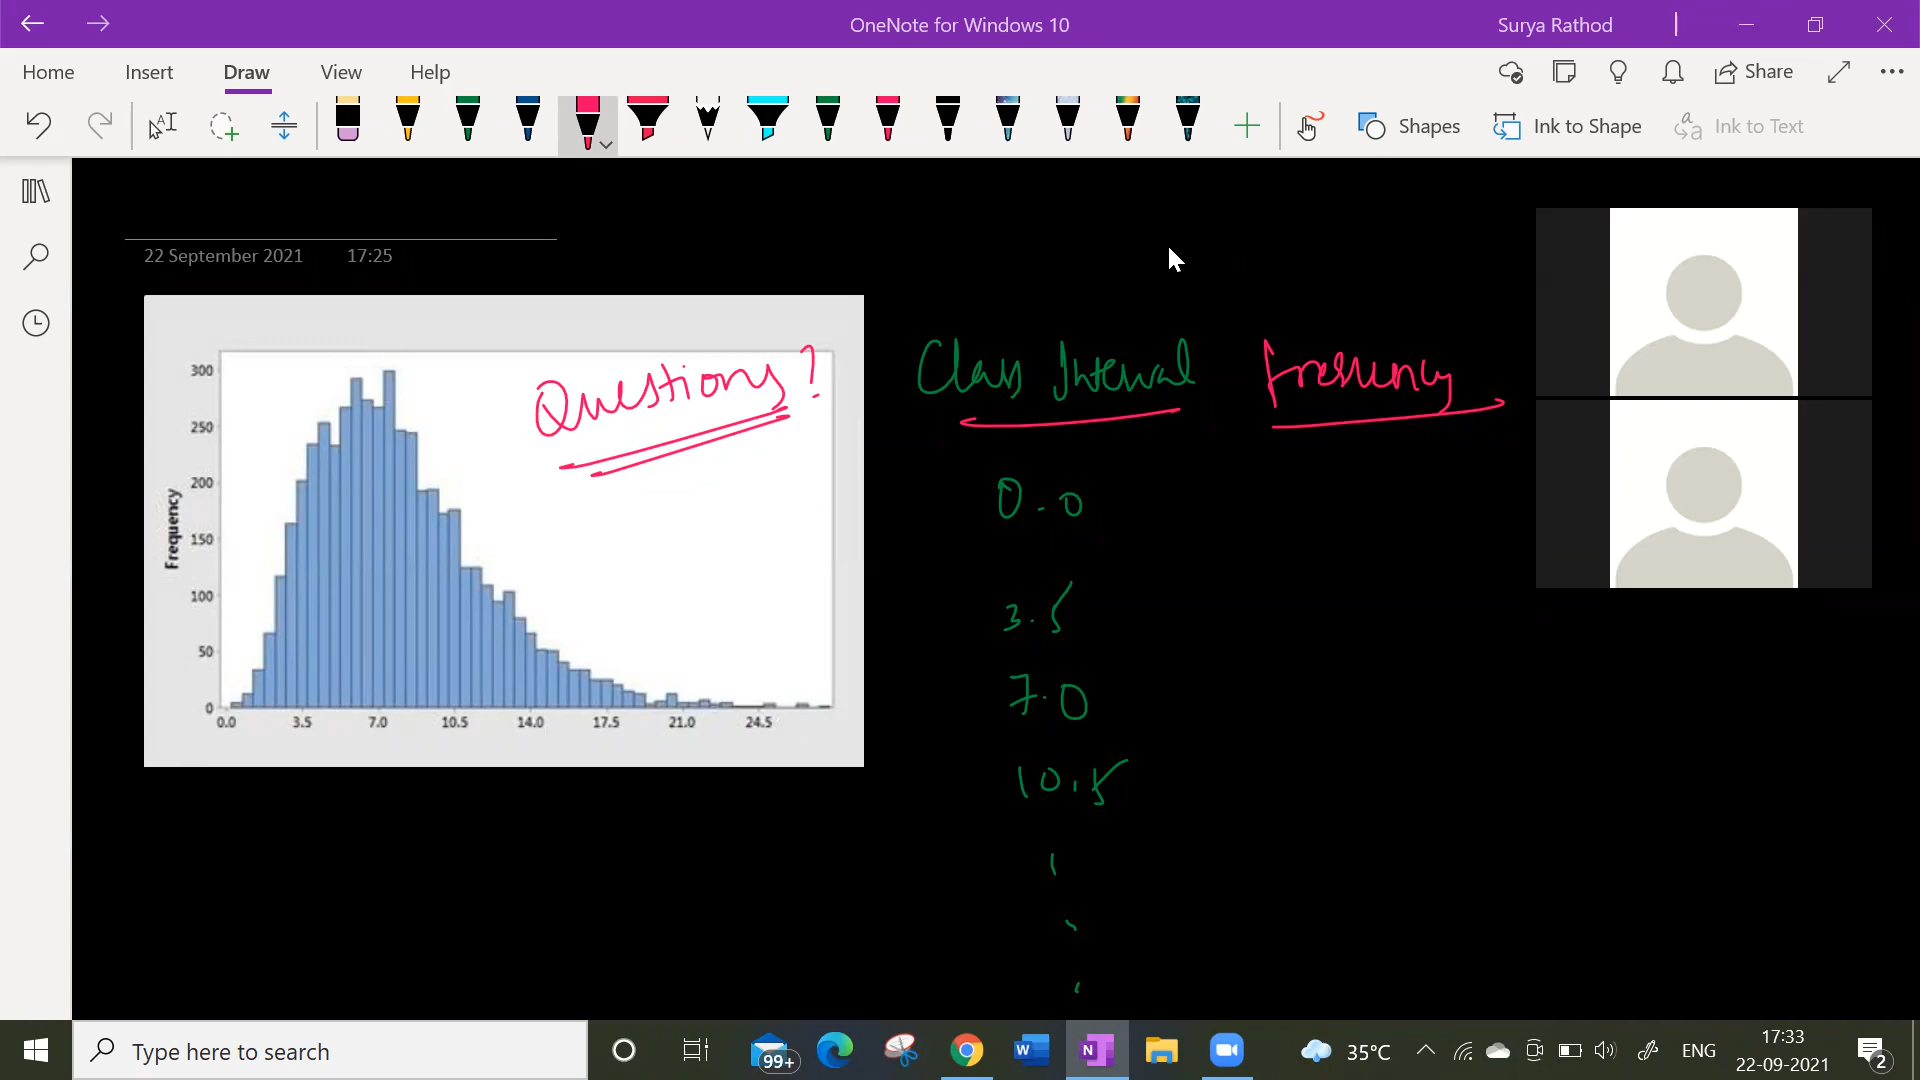 OneNote for Windows 10
Surya Rathod
Home Insert Draw View Help
Share
Shapes Ink to Shape Ink to Text
22 September 2021 17:25
Questions?
Class Interval Frequency
300
250
200
150
100
50
0
Frequency
0.0 3.5 7.0 10.5 14.0 17.5 21.0 24.5
0.0
3.5
7.0
10.5
Type here to search
99+
35°C
ENG
17:33
22-09-2021
2